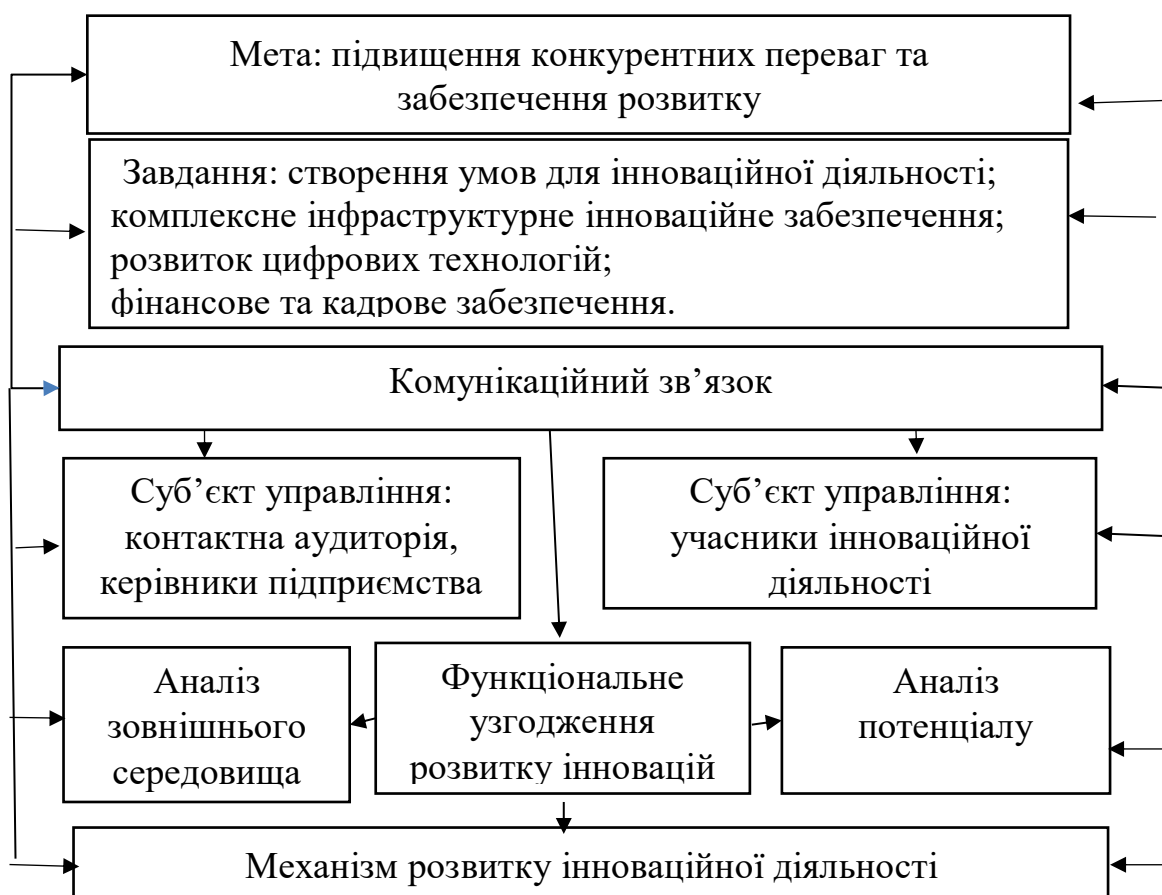 Мета: підвищення конкурентних переваг та
забезпечення розвитку
Завдання: створення умов для інноваційної діяльності;
комплексне інфраструктурне інноваційне забезпечення;
розвиток цифрових технологій;
фінансове та кадрове забезпечення.
Комунікаційний зв’язок
Суб’єкт управління:
контактна аудиторія,
керівники підприємства
Суб’єкт управління:
учасники інноваційної
діяльності
Аналіз
зовнішнього
середовища
Функціональне
узгодження
розвитку інновацій
Аналіз
потенціалу
Механізм розвитку інноваційної діяльності